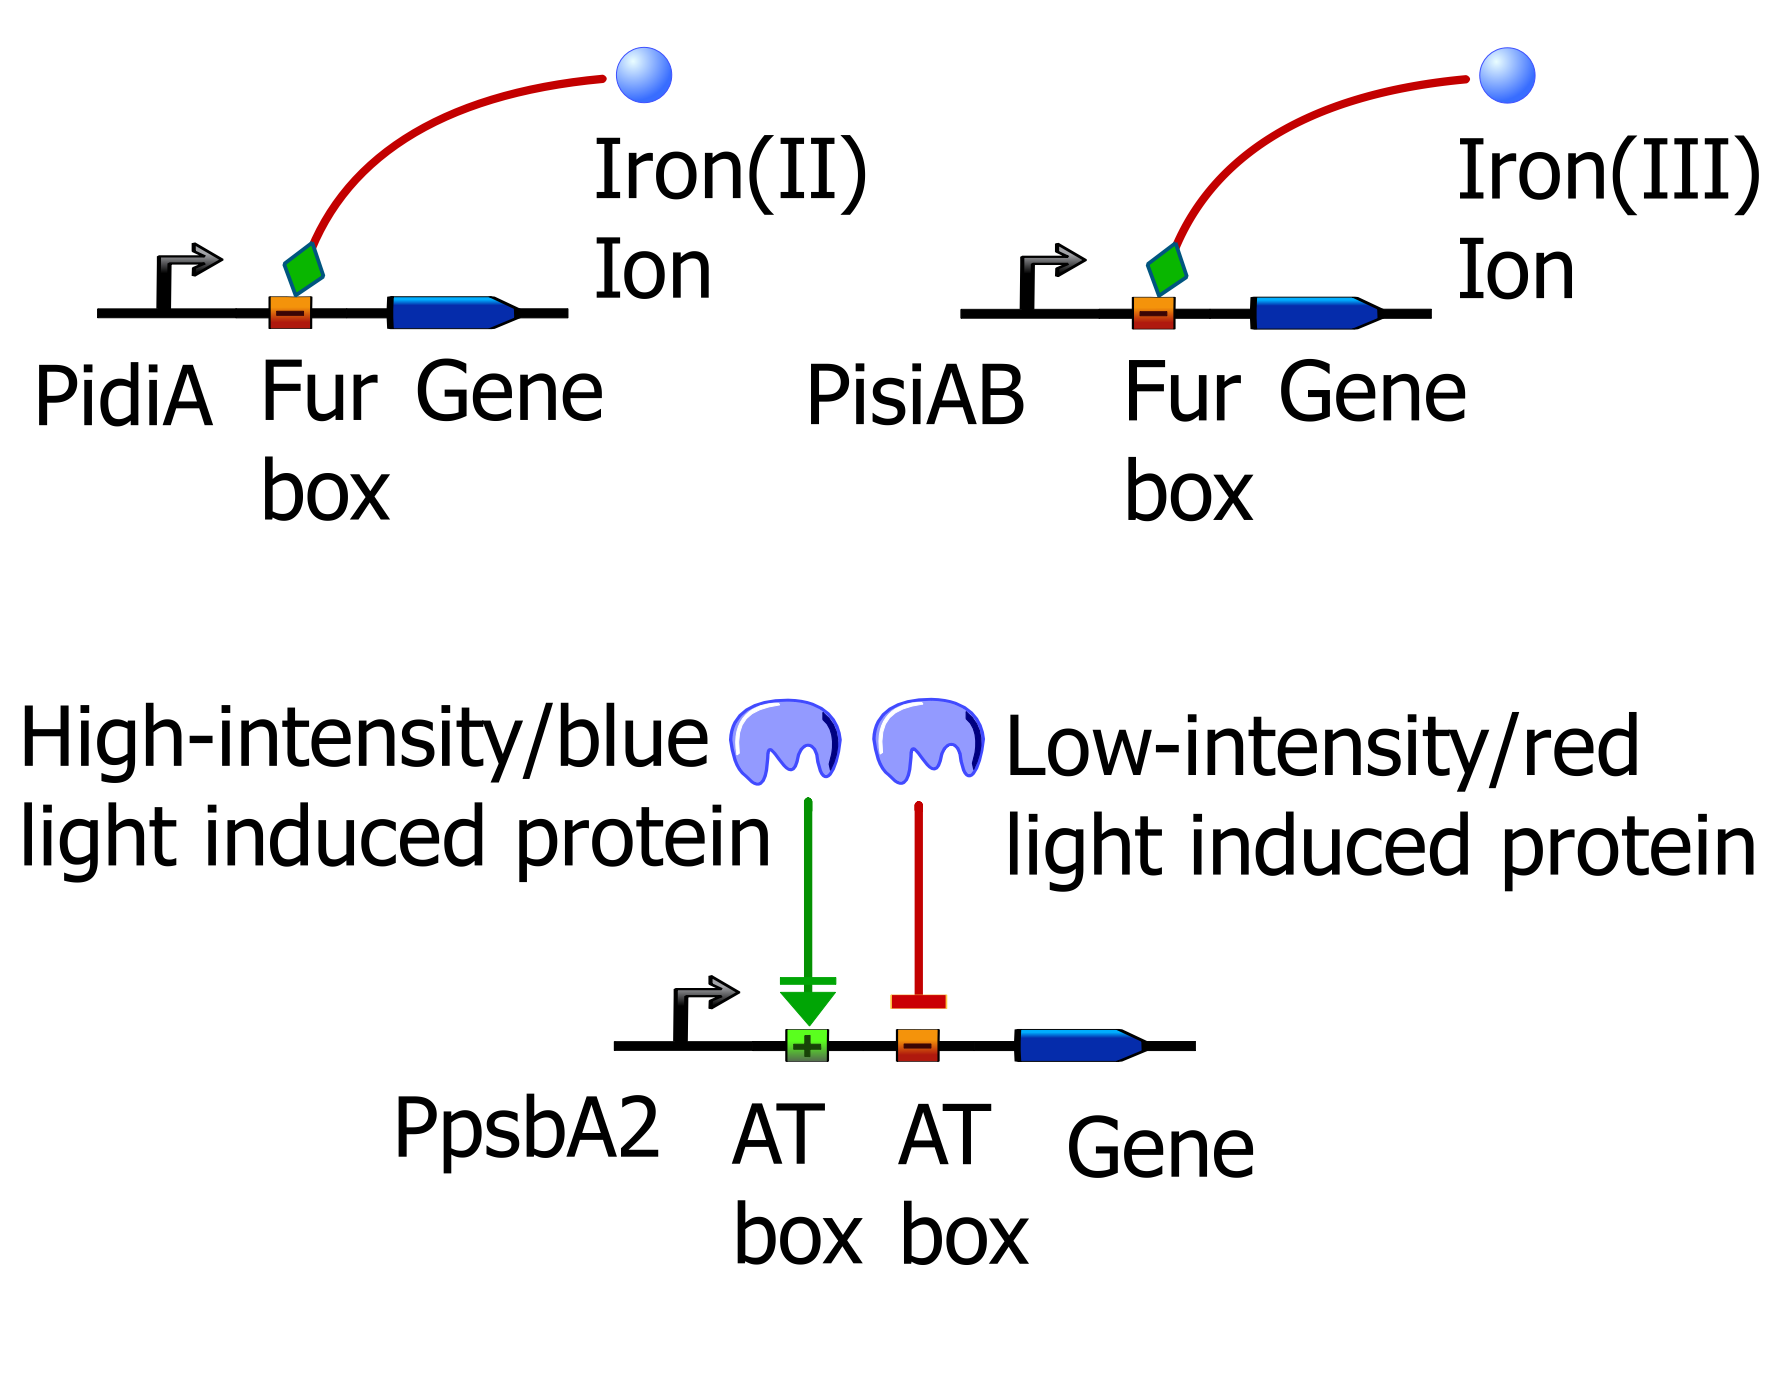 Iron(II)
Ion
PidiA
Fur
box
Gene
Iron(III)
Ion
PisiAB
Fur
box
Gene
High-intensity/blue
light induced protein
Low-intensity/red
light induced protein
+
PpsbA2
AT
box
AT
box
Gene